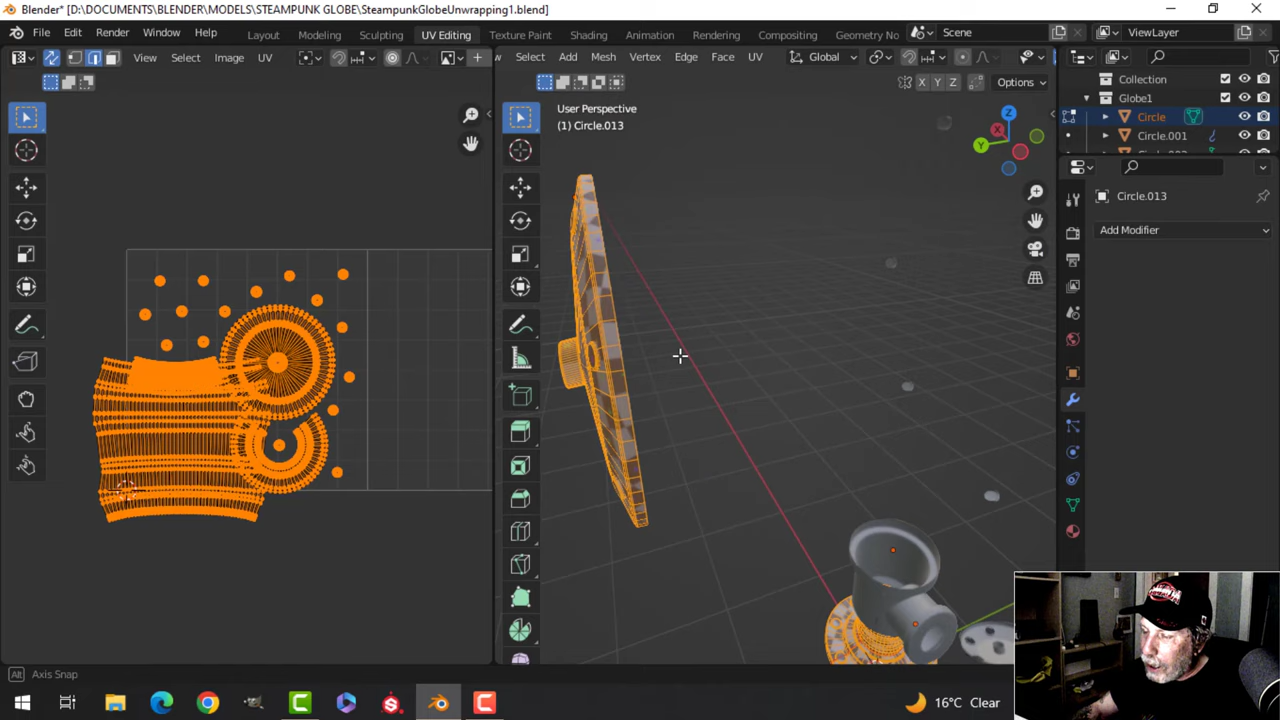 Blender* [D:\DOCUMENTS\BLENDER\MODELS\STEAMPUNK GLOBE\SteampunkGlobeUnwrapping1.blend]
File Edit Render Window Help Layout Modeling Sculpting UV Editing Texture Paint Shading Animation Rendering Compositing Geometry No Scene ViewLayer
View Select Image UV Select Add Mesh Vertex Edge Face UV Global
X Y Z Options
User Perspective
(1) Circle.013
Z
X
Y
Collection
Globe1
Circle
Circle.001
Circle.013
Add Modifier
Alt Axis Snap
16°C Clear